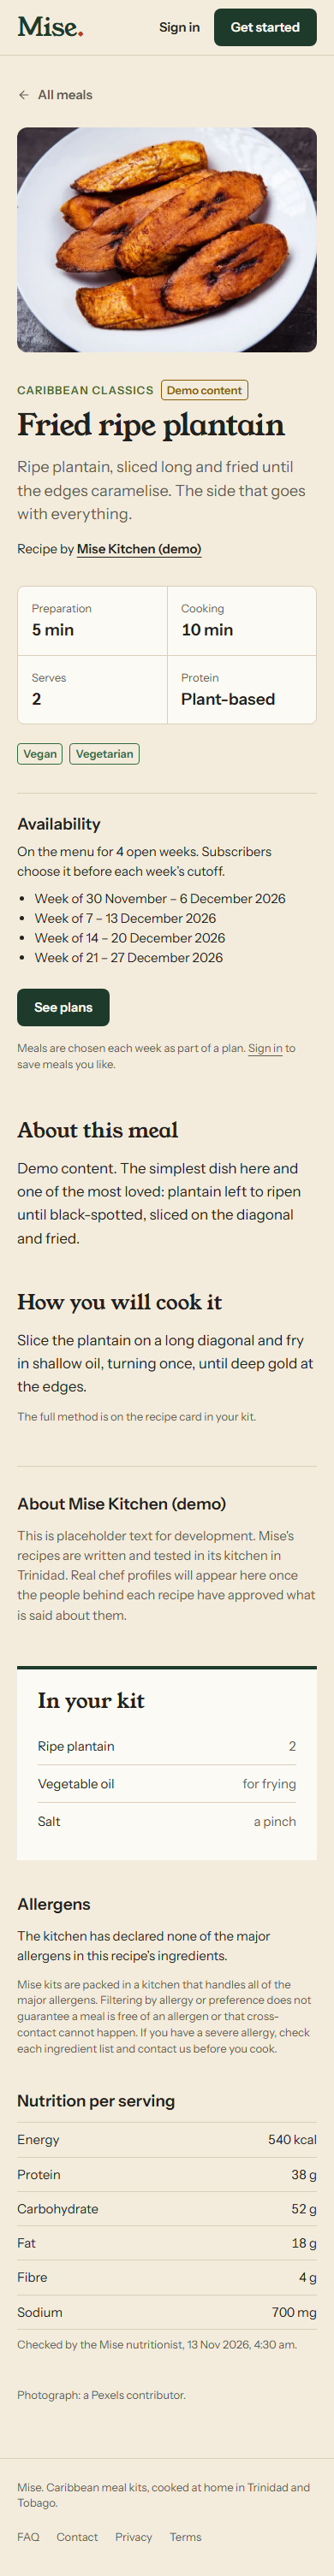 Mise.
Sign in
Get started
← All meals
CARIBBEAN CLASSICS
Demo content
Fried ripe plantain
Ripe plantain, sliced long and fried until
the edges caramelise. The side that goes
with everything.
Recipe by Mise Kitchen (demo)
Preparation
5 min
Cooking
10 min
Serves
2
Protein
Plant-based
Vegan
Vegetarian
Availability
On the menu for 4 open weeks. Subscribers
choose it before each week's cutoff.
• Week of 30 November – 6 December 2026
• Week of 7 – 13 December 2026
• Week of 14 – 20 December 2026
• Week of 21 – 27 December 2026
See plans
Meals are chosen each week as part of a plan. Sign in to
save meals you like.
About this meal
Demo content. The simplest dish here and
one of the most loved: plantain left to ripen
until black-spotted, sliced on the diagonal
and fried.
How you will cook it
Slice the plantain on a long diagonal and fry
in shallow oil, turning once, until deep gold at
the edges.
The full method is on the recipe card in your kit.
About Mise Kitchen (demo)
This is placeholder text for development. Mise's
recipes are written and tested in its kitchen in
Trinidad. Real chef profiles will appear here once
the people behind each recipe have approved what
is said about them.
In your kit
Ripe plantain 2
Vegetable oil for frying
Salt a pinch
Allergens
The kitchen has declared none of the major
allergens in this recipe's ingredients.
Mise kits are packed in a kitchen that handles all of the
major allergens. Filtering by allergy or preference does not
guarantee a meal is free of an allergen or that cross-
contact cannot happen. If you have a severe allergy, check
each ingredient list and contact us before you cook.
Nutrition per serving
Energy 540 kcal
Protein 38 g
Carbohydrate 52 g
Fat 18 g
Fibre 4 g
Sodium 700 mg
Checked by the Mise nutritionist, 13 Nov 2026, 4:30 am.
Photograph: a Pexels contributor.
Mise. Caribbean meal kits, cooked at home in Trinidad and
Tobago.
FAQ
Contact
Privacy
Terms